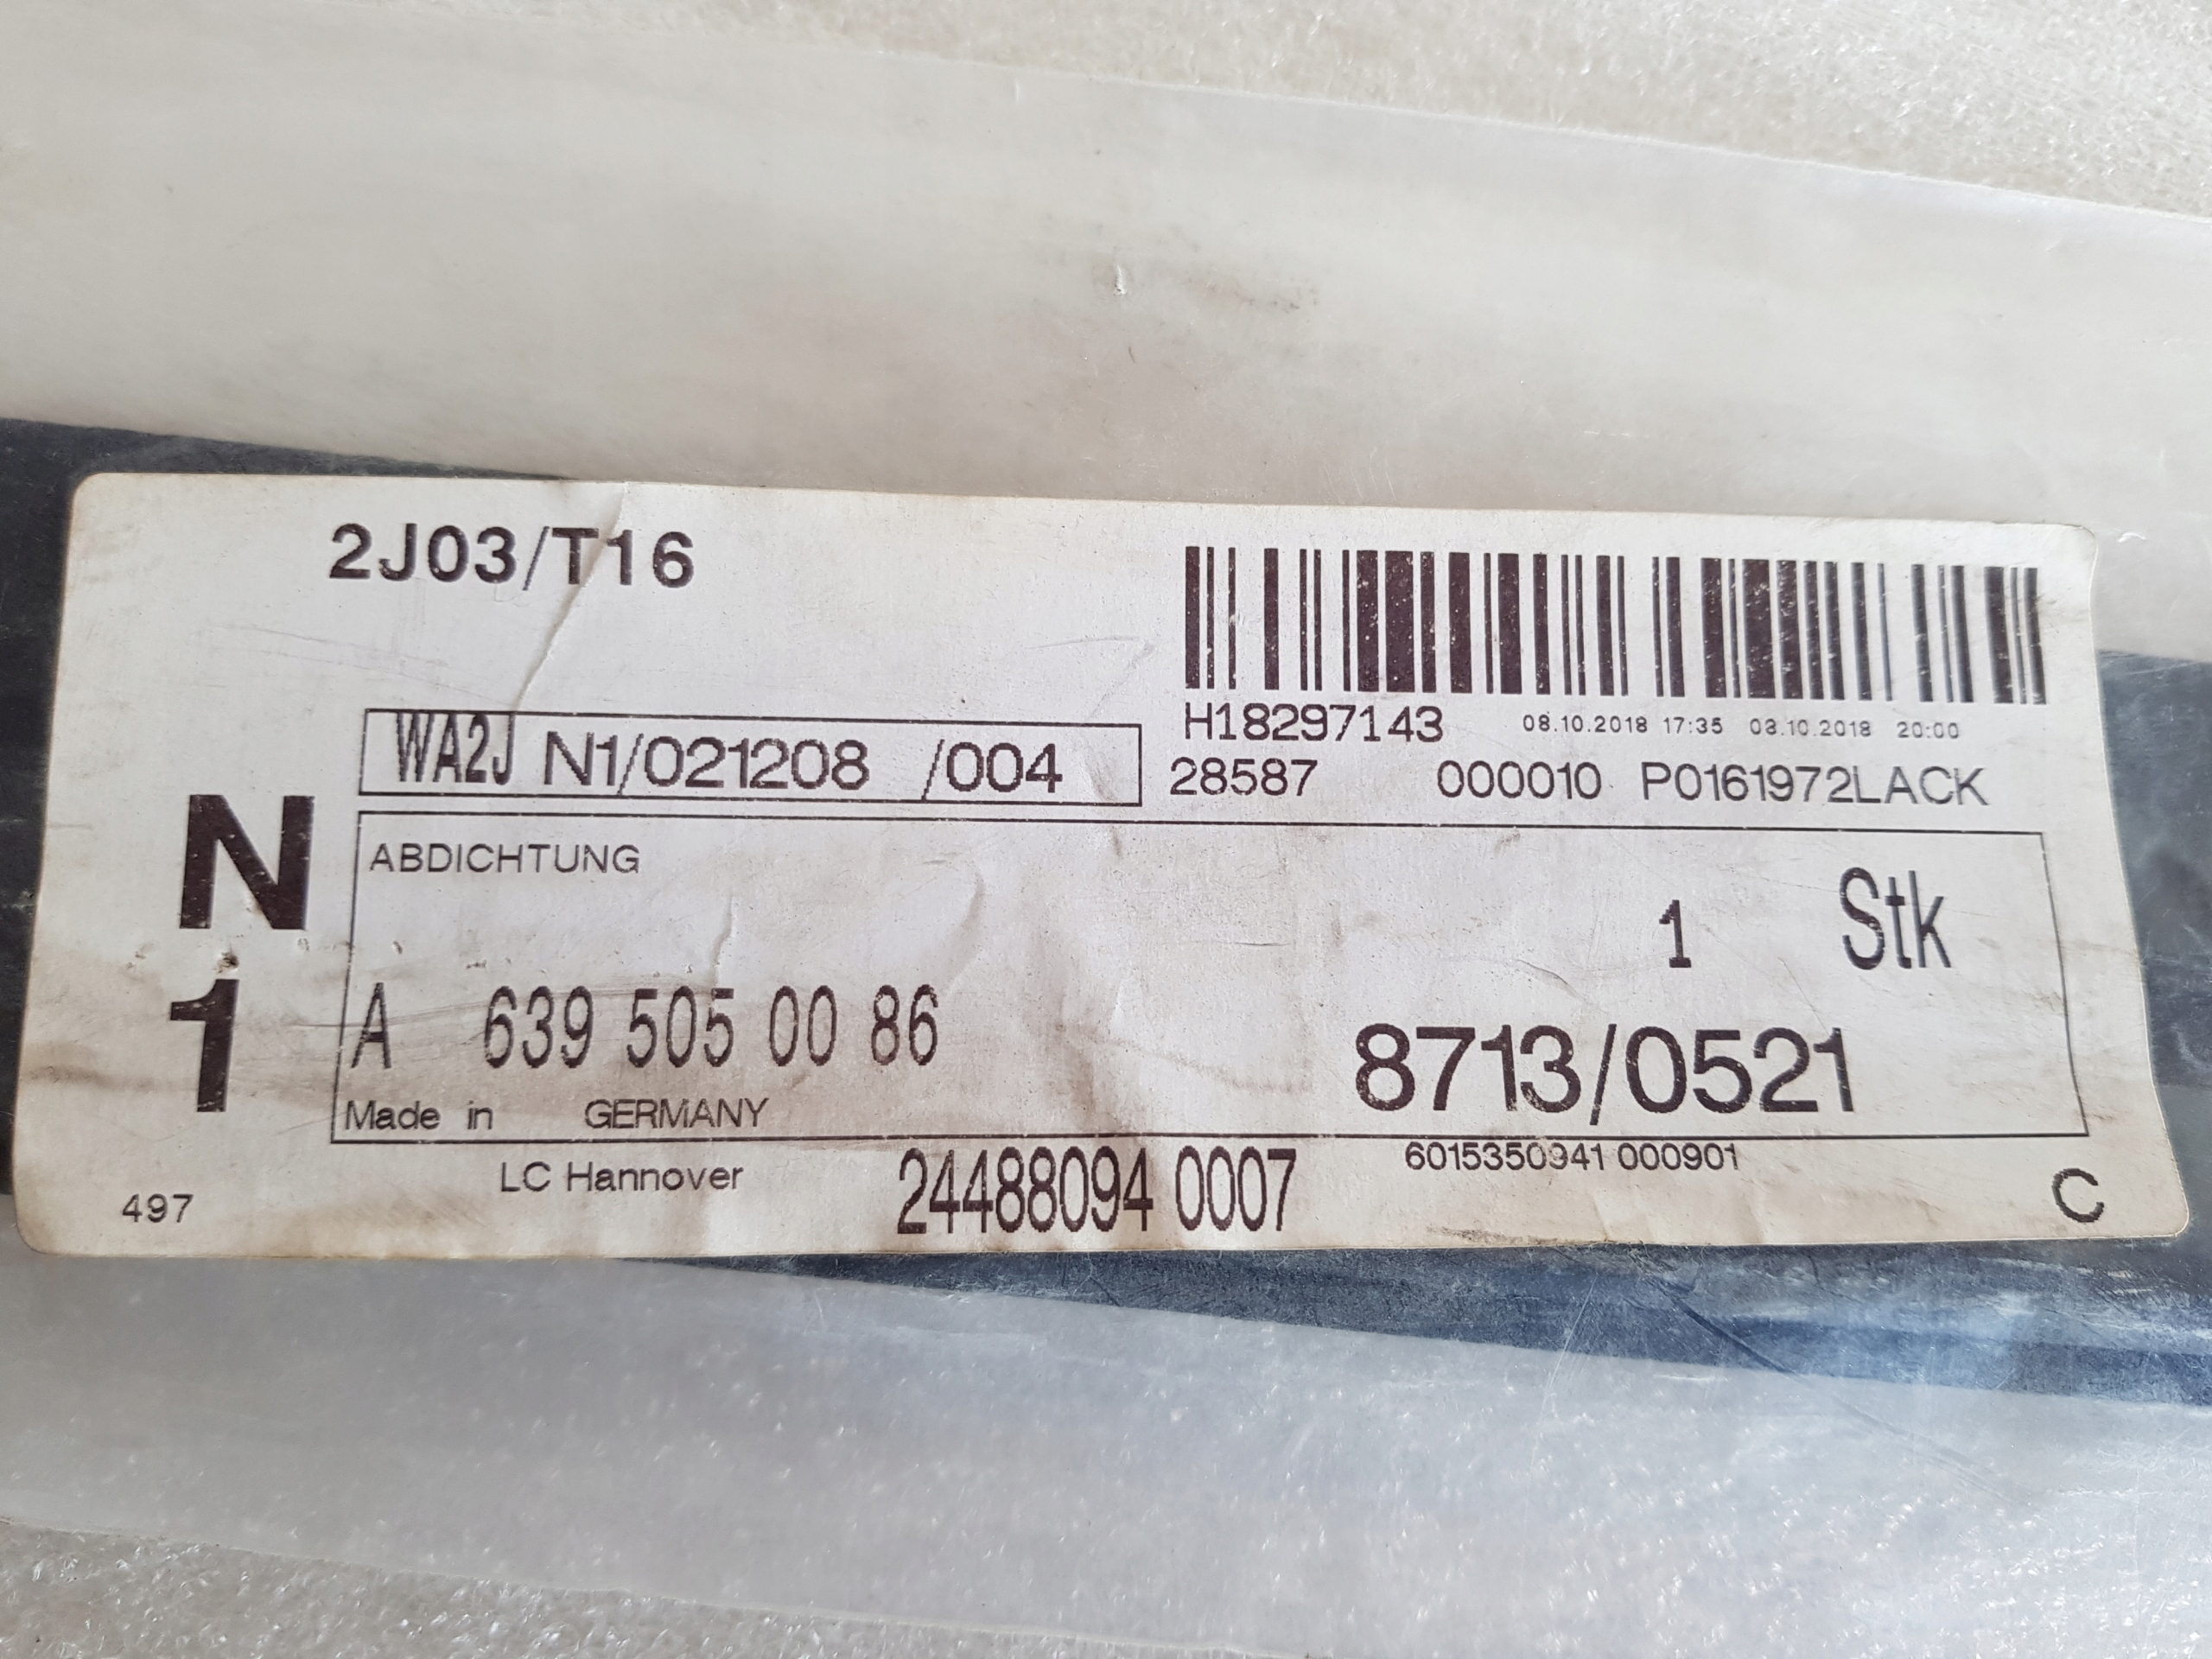 2J03/T16
H18297143 08.10.2018 17:35 08.10.2018 20:00
WA2J N1/021208 /004
28587 000010 P0161972LACK
N
1
ABDICHTUNG
1 Stk
A 639 505 00 86
8713/0521
Made in GERMANY
LC Hannover
24488094 0007
6015350941 000901
497
C